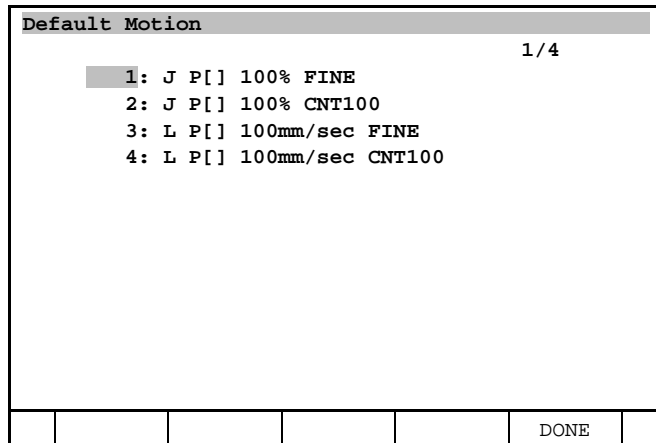 Default Motion
1/4
1: J P[] 100% FINE
2: J P[] 100% CNT100
3: L P[] 100mm/sec FINE
4: L P[] 100mm/sec CNT100
DONE